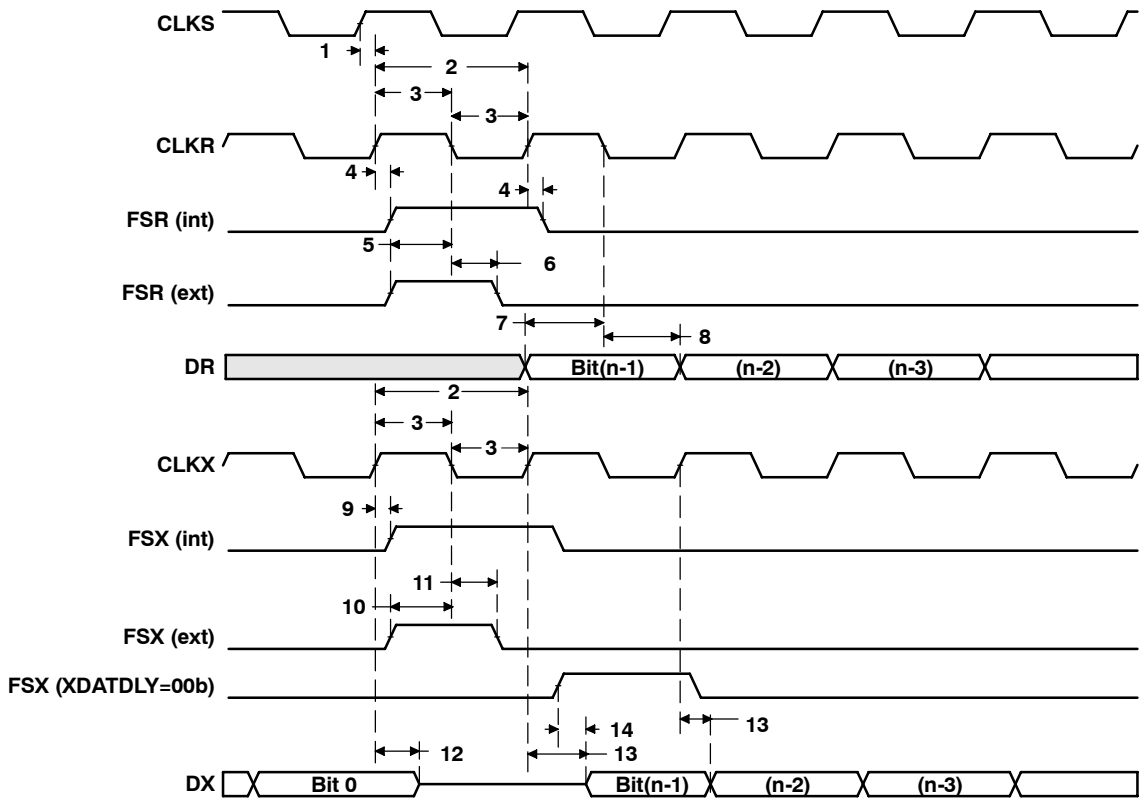 CLKS
1
2
3
3
CLKR
4
4
FSR (int)
5
6
FSR (ext)
7
8
DR
Bit(n-1)
(n-2)
(n-3)
2
3
3
CLKX
9
FSX (int)
11
10
FSX (ext)
FSX (XDATDLY=00b)
14
13
12
13
DX
Bit 0
Bit(n-1)
(n-2)
(n-3)